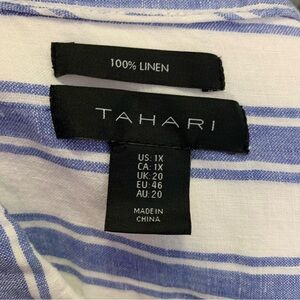 100% LINEN
TAHARI
US: 1X
CA: 1X
UK: 20
EU: 46
AU: 20
MADE IN
CHINA